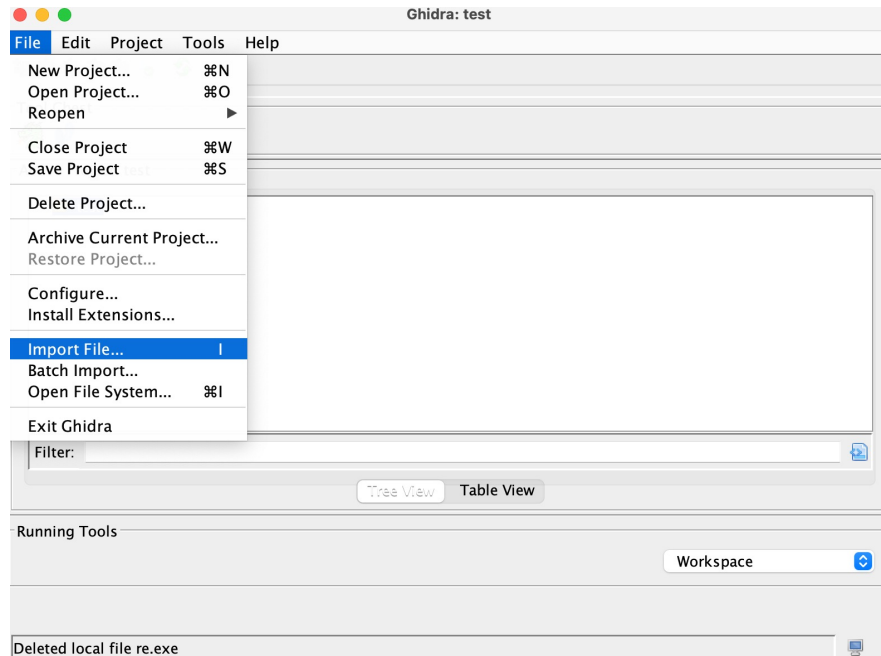 Ghidra: test
File Edit Project Tools Help
New Project... ⌘N
Open Project... ⌘O
Reopen
Close Project ⌘W
Save Project ⌘S
Delete Project...
Archive Current Project...
Restore Project...
Configure...
Install Extensions...
Import File... I
Batch Import...
Open File System... ⌘I
Exit Ghidra
Filter:
Tree View Table View
Running Tools
Workspace
Deleted local file re.exe